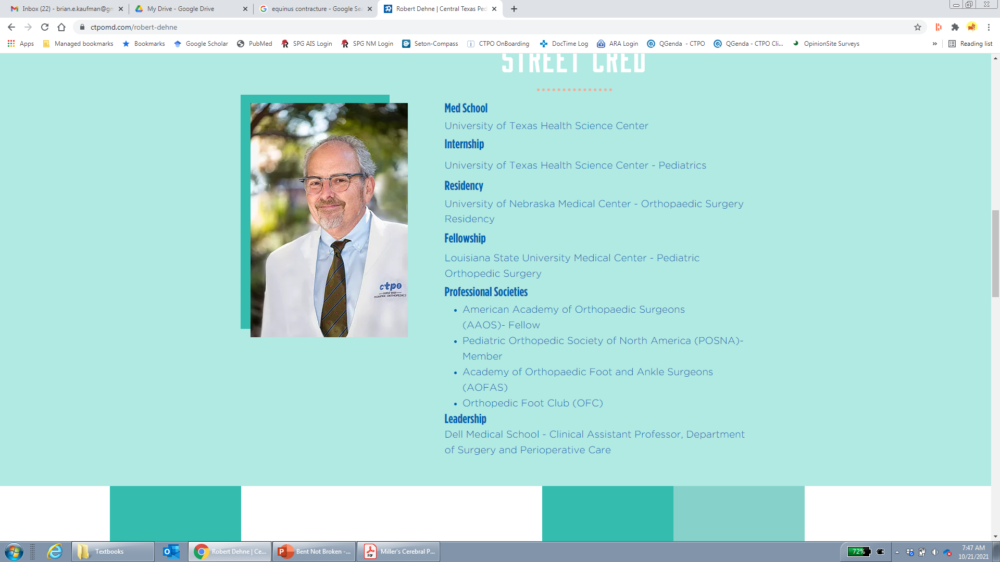 Inbox (22) - brian.e.kaufman@gm
My Drive - Google Drive
equinus contracture - Google Sea
Robert Dehne | Central Texas Ped
ctpomd.com/robert-dehne
Apps
Managed bookmarks
Bookmarks
Google Scholar
PubMed
SPG AIS Login
SPG NM Login
Seton-Compass
CTPO OnBoarding
DocTime Log
ARA Login
QGenda - CTPO
QGenda - CTPO Cli...
OpinionSite Surveys
»
Reading list
STREET CRED
Med School
University of Texas Health Science Center
Internship
University of Texas Health Science Center - Pediatrics
Residency
University of Nebraska Medical Center - Orthopaedic Surgery
Residency
Fellowship
Louisiana State University Medical Center - Pediatric
Orthopedic Surgery
Professional Societies
• American Academy of Orthopaedic Surgeons
(AAOS)- Fellow
• Pediatric Orthopedic Society of North America (POSNA)-
Member
• Academy of Orthopaedic Foot and Ankle Surgeons
(AOFAS)
• Orthopedic Foot Club (OFC)
Leadership
Dell Medical School - Clinical Assistant Professor, Department
of Surgery and Perioperative Care
ctpo
central texas
PEDIATRIC ORTHOPEDICS
Textbooks
Robert Dehne | Ce...
Bent Not Broken -...
PDF
Miller's Cerebral P...
72%
7:47 AM
10/21/2021